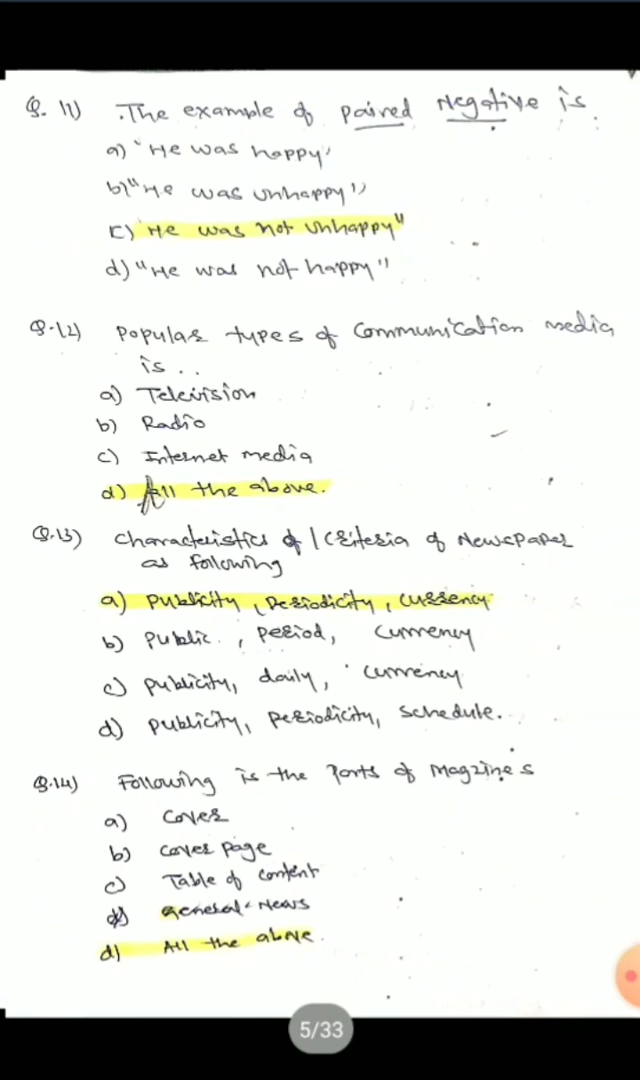 Q. 11) .The example of paired Negative is.
a) "He was happy'
b) "He was unhappy")
c) "He was not unhappy"
d) "He was not happy")
Q.12) Popular types of Communication media
is ..
a) Television
b) Radio
c) Internet media
d) All the above.
Q.13) Characteristics of / Criteria of Newspaper
as following
a) Publicity, Periodicity, Currency
b) Public , Period, Currency
c) Publicity, daily, Currency
d) Publicity, Periodicity, Schedule.
Q.14) Following is the Parts of Magzines
a) Cover
b) Cover page
c) Table of content
d) General News
d) All the above.
5/33